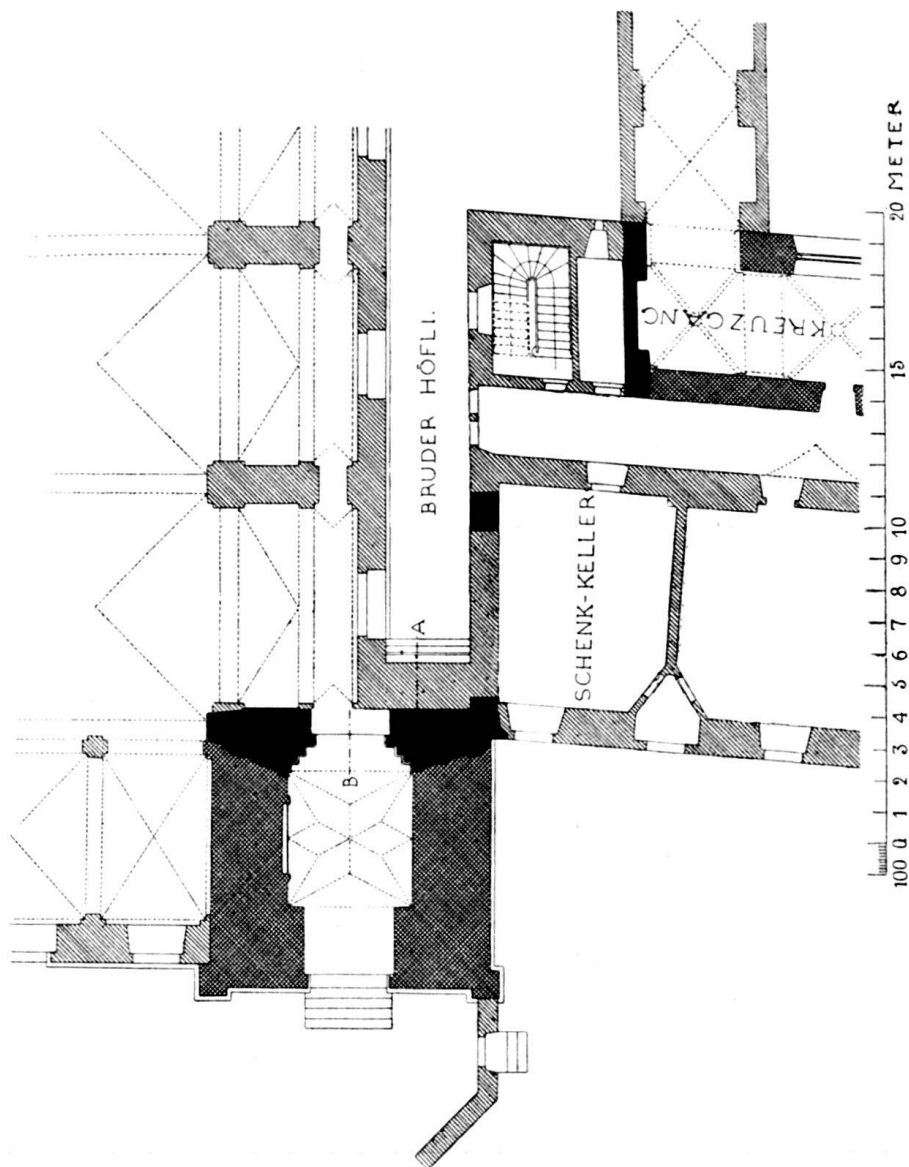 BRUDER HÖFLI.
KREUZGANG
SCHENK-KELLER
A
B
100 0 1 2 3 4 5 6 7 8 9 10 15 20 METER